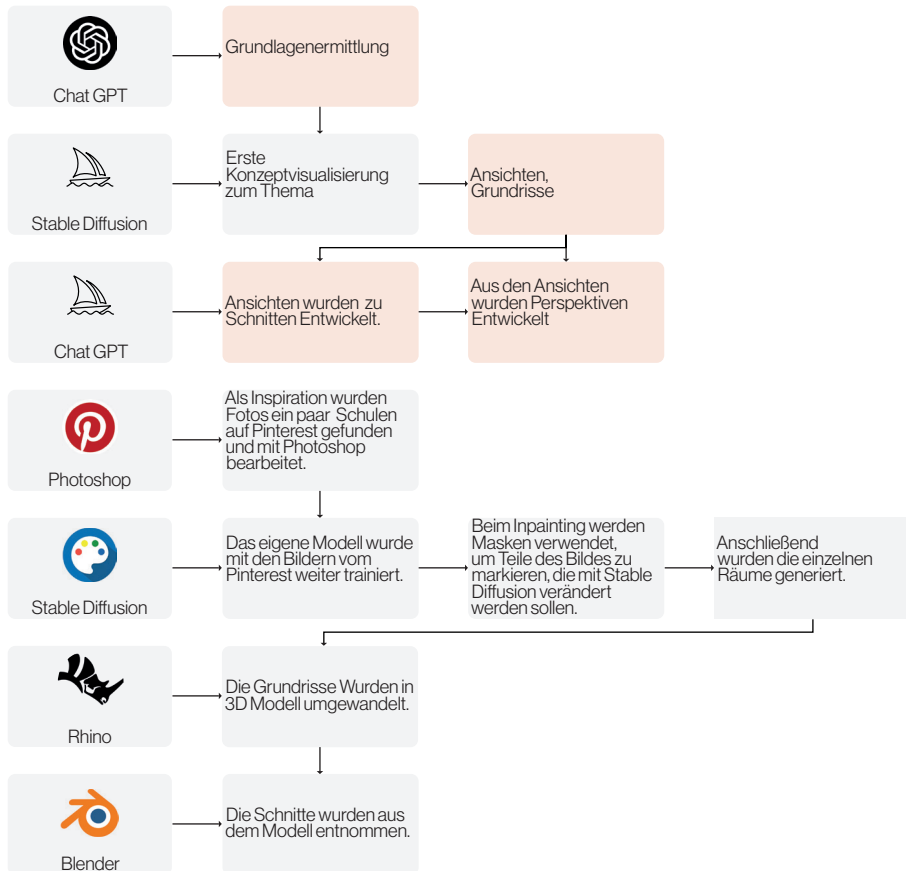 Chat GPT
Grundlagenermittlung
Stable Diffusion
Erste
Konzeptvisualisierung
zum Thema
Ansichten,
Grundrisse
Chat GPT
Ansichten wurden zu
Schnitten Entwickelt.
Aus den Ansichten
wurden Perspektiven
Entwickelt
Photoshop
Als Inspiration wurden
Fotos ein paar Schulen
auf Pinterest gefunden
und mit Photoshop
bearbeitet.
Stable Diffusion
Das eigene Modell wurde
mit den Bildern vom
Pinterest weiter trainiert.
Beim Inpainting werden
Masken verwendet,
um Teile des Bildes zu
markieren, die mit Stable
Diffusion verändert
werden sollen.
Anschließend
wurden die einzelnen
Räume generiert.
Rhino
Die Grundrisse Wurden in
3D Modell umgewandelt.
Blender
Die Schnitte wurden aus
dem Modell entnommen.